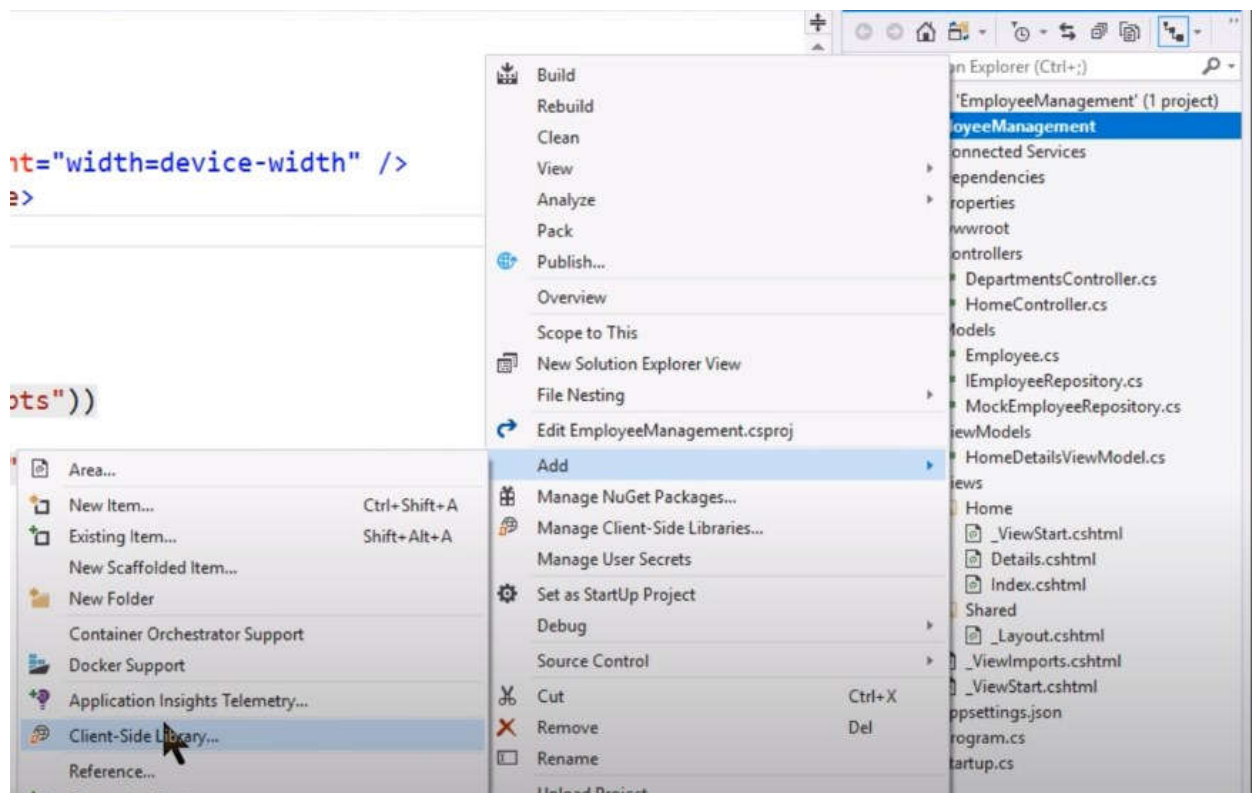 nt="width=device-width" />
e>
pts"))
"
Build
Rebuild
Clean
View
Analyze
Pack
Publish...
Overview
Scope to This
New Solution Explorer View
File Nesting
Edit EmployeeManagement.csproj
Add
Manage NuGet Packages...
Manage Client-Side Libraries...
Manage User Secrets
Set as StartUp Project
Debug
Source Control
Cut Ctrl+X
Remove Del
Rename
Upload Project
Area...
New Item... Ctrl+Shift+A
Existing Item... Shift+Alt+A
New Scaffolded Item...
New Folder
Container Orchestrator Support
Docker Support
Application Insights Telemetry...
Client-Side Library...
Reference...
n Explorer (Ctrl+;)
'EmployeeManagement' (1 project)
loyeeManagement
onnected Services
ependencies
roperties
wwroot
ontrollers
DepartmentsController.cs
HomeController.cs
odels
Employee.cs
IEmployeeRepository.cs
MockEmployeeRepository.cs
iewModels
HomeDetailsViewModel.cs
iews
Home
_ViewStart.cshtml
Details.cshtml
Index.cshtml
Shared
_Layout.cshtml
_ViewImports.cshtml
_ViewStart.cshtml
ppsettings.json
rogram.cs
tartup.cs